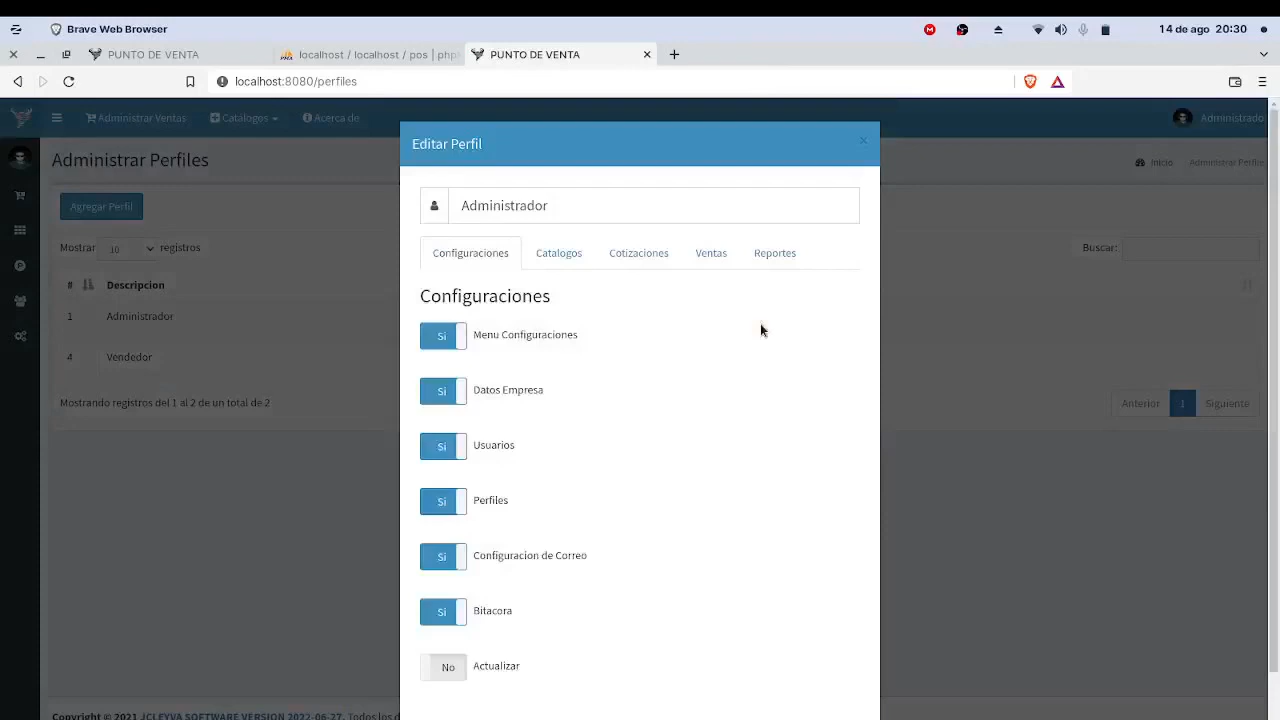 Brave Web Browser
14 de ago 20:30
PUNTO DE VENTA
localhost / localhost / pos | php
PUNTO DE VENTA
localhost:8080/perfiles
Administrar Ventas
Catálogos
Acerca de
Administrado
Editar Perfil
Administrar Perfiles
Inicio
Administrar Perfile
Agregar Perfil
Administrador
Mostrar 10 registros
Buscar:
Configuraciones
Catalogos
Cotizaciones
Ventas
Reportes
# Descripcion
Configuraciones
1 Administrador
Si Menu Configuraciones
4 Vendedor
Si Datos Empresa
Mostrando registros del 1 al 2 de un total de 2
Anterior 1 Siguiente
Si Usuarios
Si Perfiles
Si Configuracion de Correo
Si Bitacora
No Actualizar
Copyright © 2021 JCLEYVA SOFTWARE VERSION 2022-06-27. Todos los d